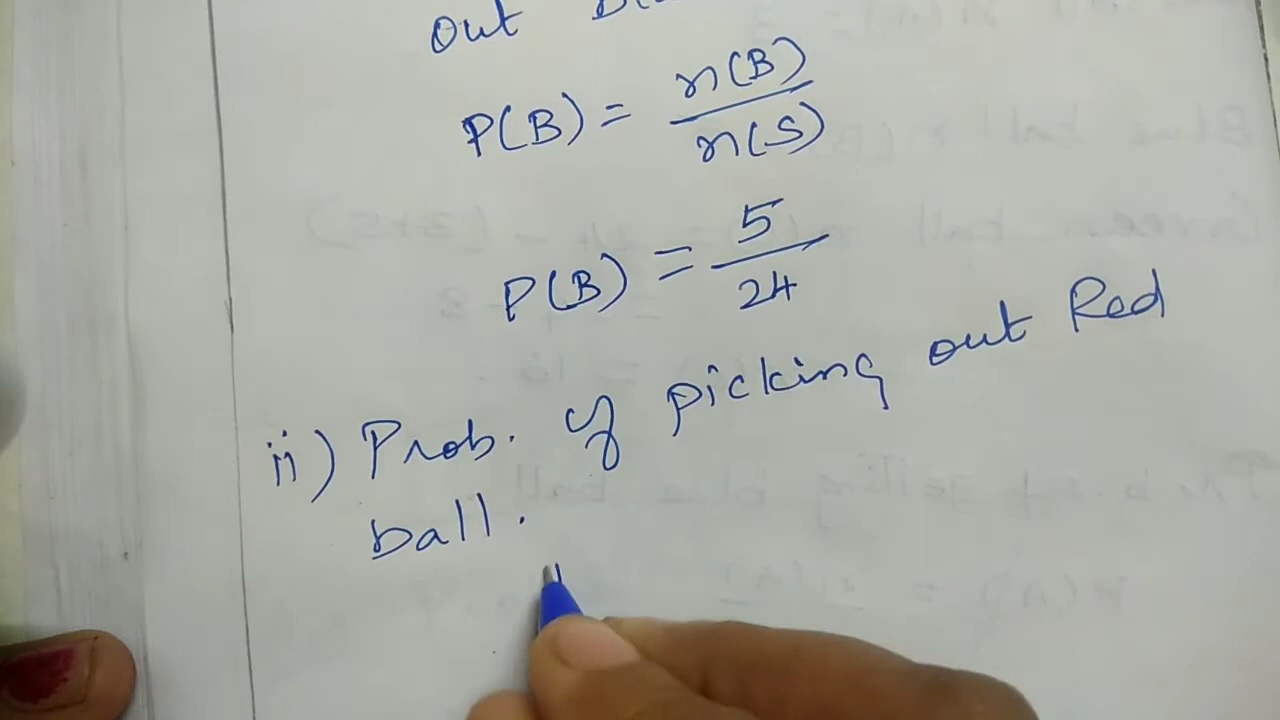 out
P(B) = n(B) / n(S)
P(B) = 5 / 24
ii) Prob. of picking out Red
ball.